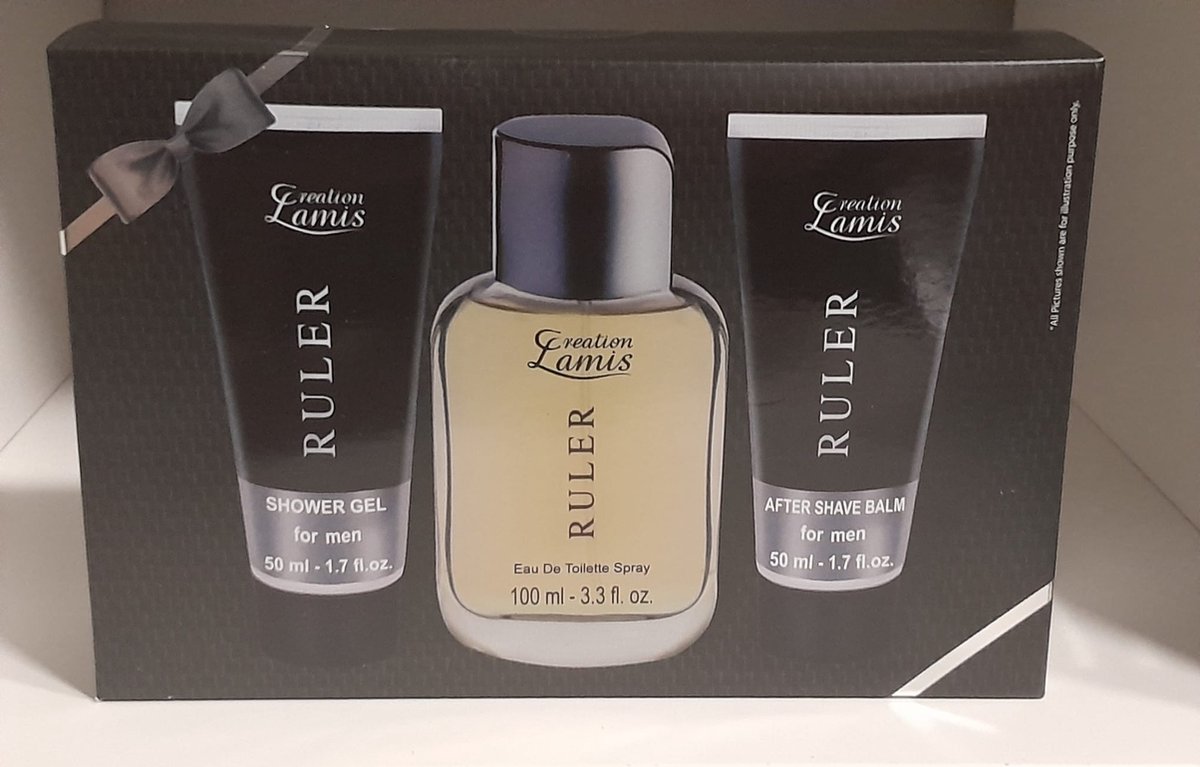 Creation
Lamis
RULER
SHOWER GEL
for men
50 ml - 1.7 fl.oz.
Creation
Lamis
RULER
Eau De Toilette Spray
100 ml - 3.3 fl. oz.
Creation
Lamis
RULER
AFTER SHAVE BALM
for men
50 ml - 1.7 fl.oz.
*All Pictures shown are for illustration purpose only.